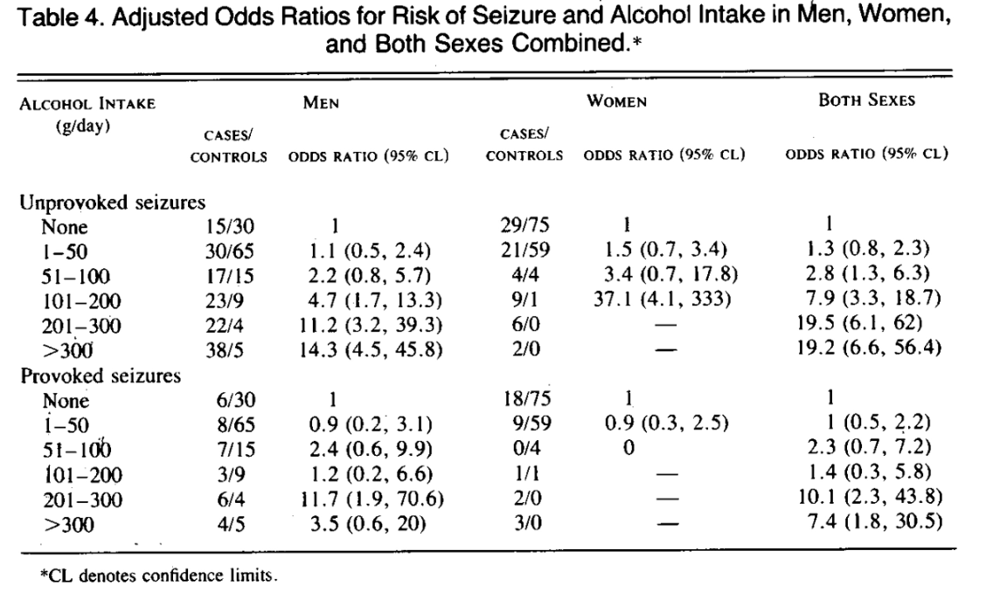 Table 4. Adjusted Odds Ratios for Risk of Seizure and Alcohol Intake in Men, Women,
and Both Sexes Combined.*
ALCOHOL INTAKE MEN WOMEN BOTH SEXES
(g/day)
CASES/ CASES/
CONTROLS ODDS RATIO (95% CL) CONTROLS ODDS RATIO (95% CL) ODDS RATIO (95% CL)
Unprovoked seizures
None 15/30 1 29/75 1 1
1–50 30/65 1.1 (0.5, 2.4) 21/59 1.5 (0.7, 3.4) 1.3 (0.8, 2.3)
51–100 17/15 2.2 (0.8, 5.7) 4/4 3.4 (0.7, 17.8) 2.8 (1.3, 6.3)
101–200 23/9 4.7 (1.7, 13.3) 9/1 37.1 (4.1, 333) 7.9 (3.3, 18.7)
201–300 22/4 11.2 (3.2, 39.3) 6/0 — 19.5 (6.1, 62)
>300 38/5 14.3 (4.5, 45.8) 2/0 — 19.2 (6.6, 56.4)
Provoked seizures
None 6/30 1 18/75 1 1
1–50 8/65 0.9 (0.2, 3.1) 9/59 0.9 (0.3, 2.5) 1 (0.5, 2.2)
51–100 7/15 2.4 (0.6, 9.9) 0/4 0 2.3 (0.7, 7.2)
101–200 3/9 1.2 (0.2, 6.6) 1/1 — 1.4 (0.3, 5.8)
201–300 6/4 11.7 (1.9, 70.6) 2/0 — 10.1 (2.3, 43.8)
>300 4/5 3.5 (0.6, 20) 3/0 — 7.4 (1.8, 30.5)
*CL denotes confidence limits.